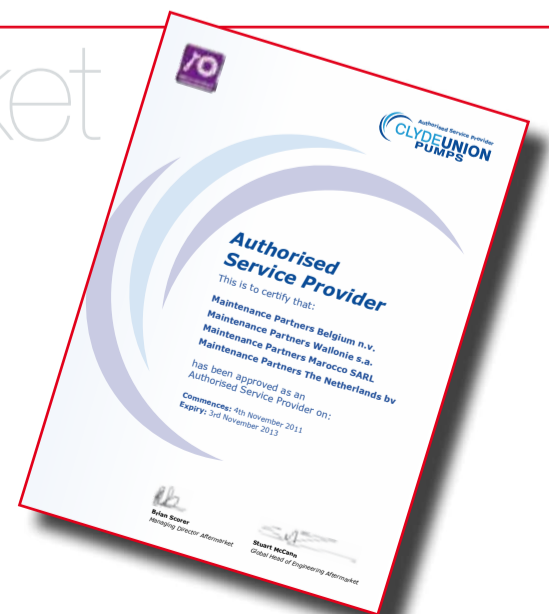 ket
Authorised Service Provider
CLYDEUNION
PUMPS
Authorised
Service Provider
This is to certify that:
Maintenance Partners Belgium n.v.
Maintenance Partners Wallonie s.a.
Maintenance Partners Marocco SARL
Maintenance Partners The Netherlands bv
has been approved as an
Authorised Service Provider on:
Commences: 4th November 2011
Expiry: 3rd November 2013
Brian Scorer
Managing Director Aftermarket
Stuart McCann
Global Head of Engineering Aftermarket